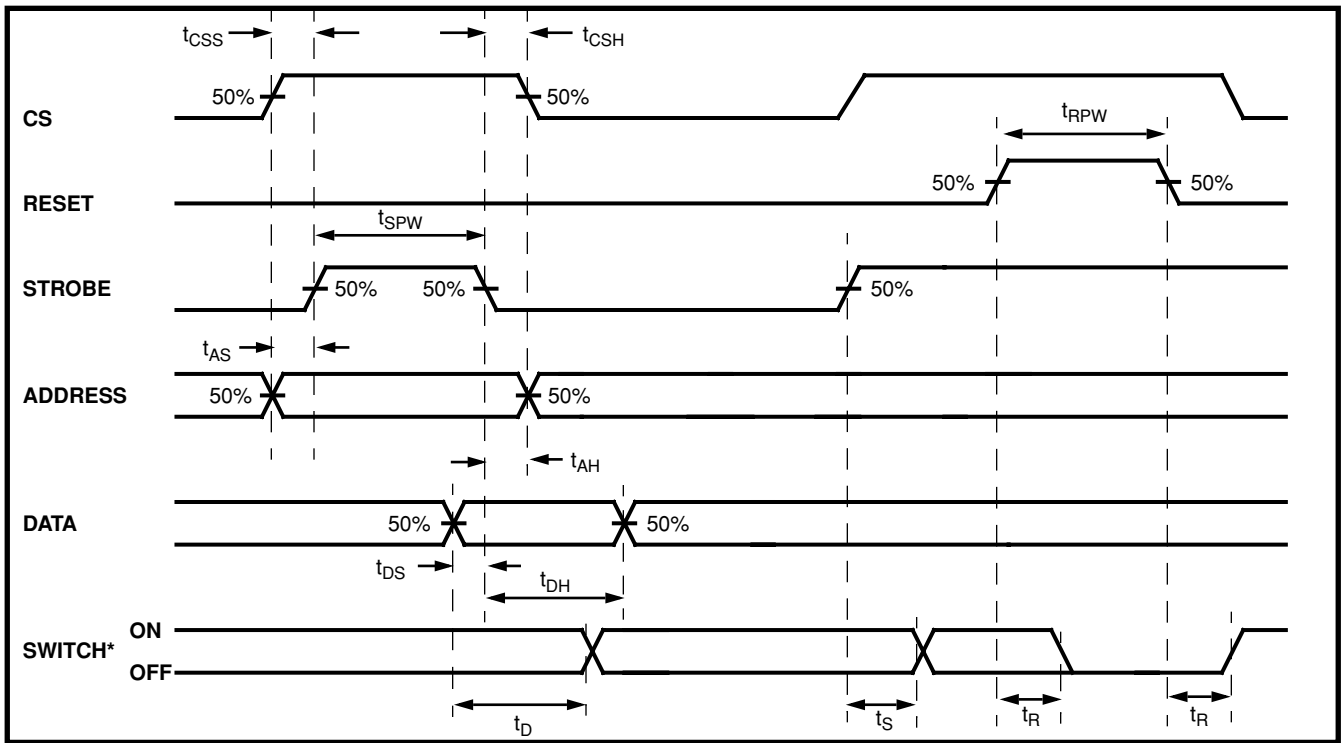 tCSS
tCSH
50%
50%
CS
tRPW
50%
50%
RESET
tSPW
STROBE
50%
50%
50%
tAS
ADDRESS
50%
50%
tAH
DATA
50%
50%
tDS
tDH
ON
SWITCH*
OFF
tD
tS
tR
tR